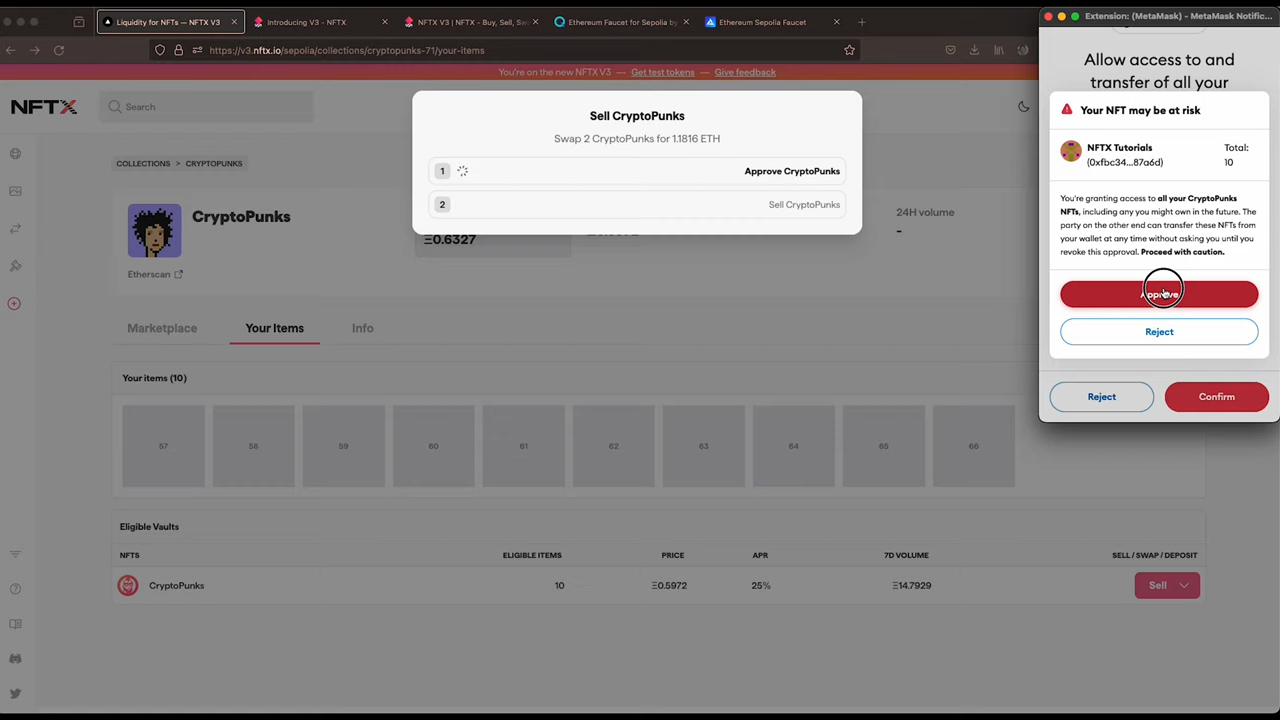 Liquidity for NFTs — NFTX V3
Introducing V3 - NFTX
NFTX V3 | NFTX - Buy, Sell, Sw
Ethereum Faucet for Sepolia by
Ethereum Sepolia Faucet
https://v3.nftx.io/sepolia/collections/cryptopunks-71/your-items
You're on the new NFTX V3 — Get test tokens — Give feedback
NFTX
Search
COLLECTIONS > CRYPTOPUNKS
CryptoPunks
Etherscan
Ξ0.6327
24H volume
-
Sell CryptoPunks
Swap 2 CryptoPunks for 1.1816 ETH
1 Approve CryptoPunks
2 Sell CryptoPunks
Marketplace Your Items Info
Your items (10)
57 58 59 60 61 62 63 64 65 66
Eligible Vaults
NFTS ELIGIBLE ITEMS PRICE APR 7D VOLUME SELL / SWAP / DEPOSIT
CryptoPunks 10 Ξ0.5972 25% Ξ14.7929 Sell
Extension: (MetaMask) - MetaMask Notific...
Allow access to and
transfer of all your
Your NFT may be at risk
NFTX Tutorials Total:
(0xfbc34...87a6d) 10
You're granting access to all your CryptoPunks
NFTs, including any you might own in the future. The
party on the other end can transfer these NFTs from
your wallet at any time without asking you until you
revoke this approval. Proceed with caution.
Approve
Reject
Reject Confirm